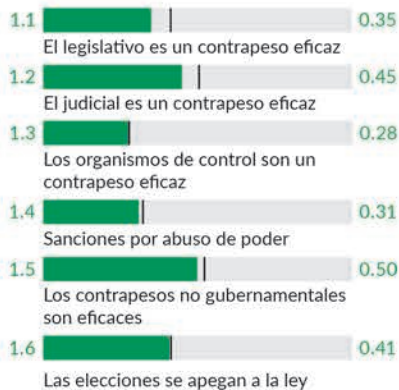 1.1 0.35
El legislativo es un contrapeso eficaz
1.2 0.45
El judicial es un contrapeso eficaz
1.3 0.28
Los organismos de control son un
contrapeso eficaz
1.4 0.31
Sanciones por abuso de poder
1.5 0.50
Los contrapesos no gubernamentales
son eficaces
1.6 0.41
Las elecciones se apegan a la ley